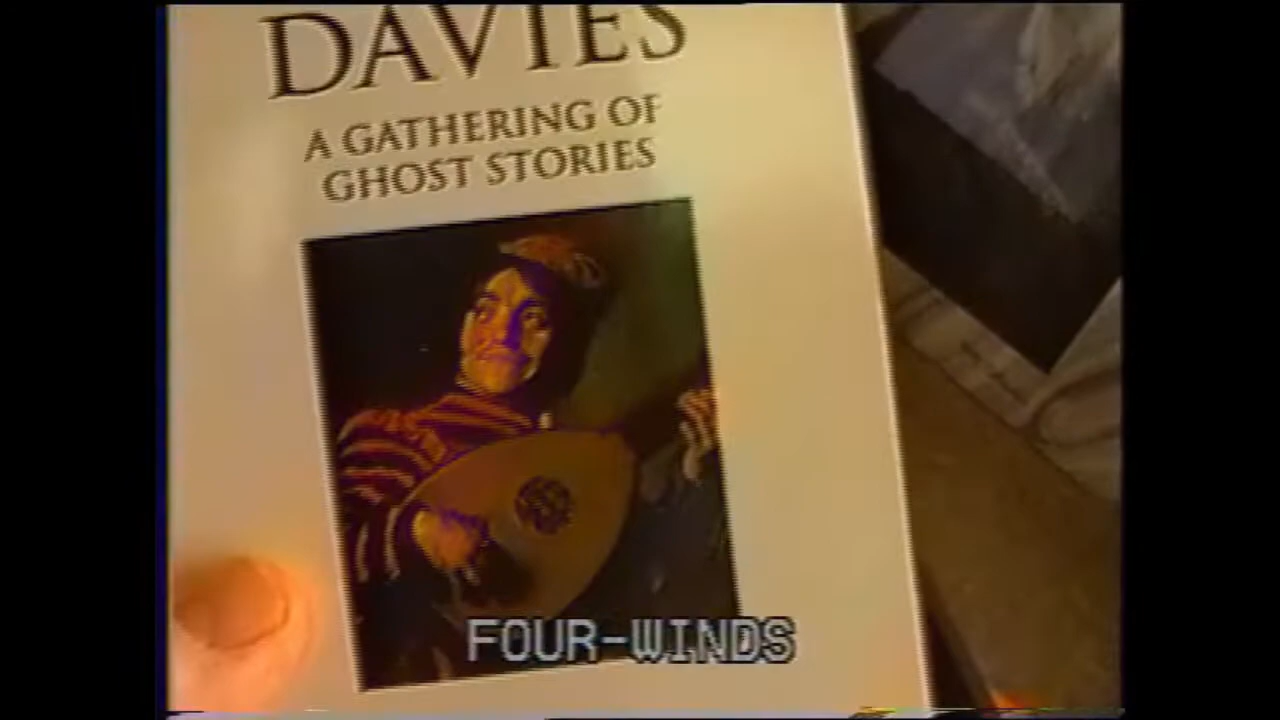 DAVIES
A GATHERING OF
GHOST STORIES
FOUR-WINDS